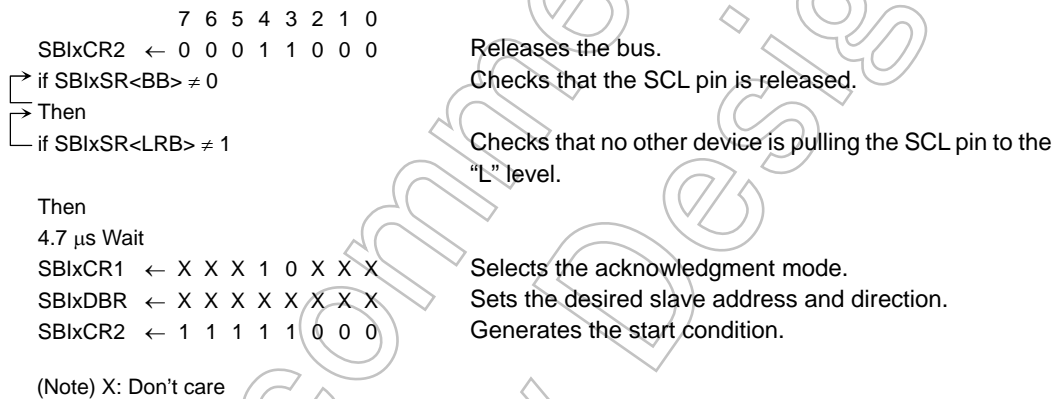 7 6 5 4 3 2 1 0
SBIxCR2 ← 0 0 0 1 1 0 0 0 Releases the bus.
if SBIxSR<BB> ≠ 0 Checks that the SCL pin is released.
Then
if SBIxSR<LRB> ≠ 1 Checks that no other device is pulling the SCL pin to the
“L” level.
Then
4.7 μs Wait
SBIxCR1 ← X X X 1 0 X X X Selects the acknowledgment mode.
SBIxDBR ← X X X X X X X X Sets the desired slave address and direction.
SBIxCR2 ← 1 1 1 1 1 0 0 0 Generates the start condition.
(Note) X: Don’t care